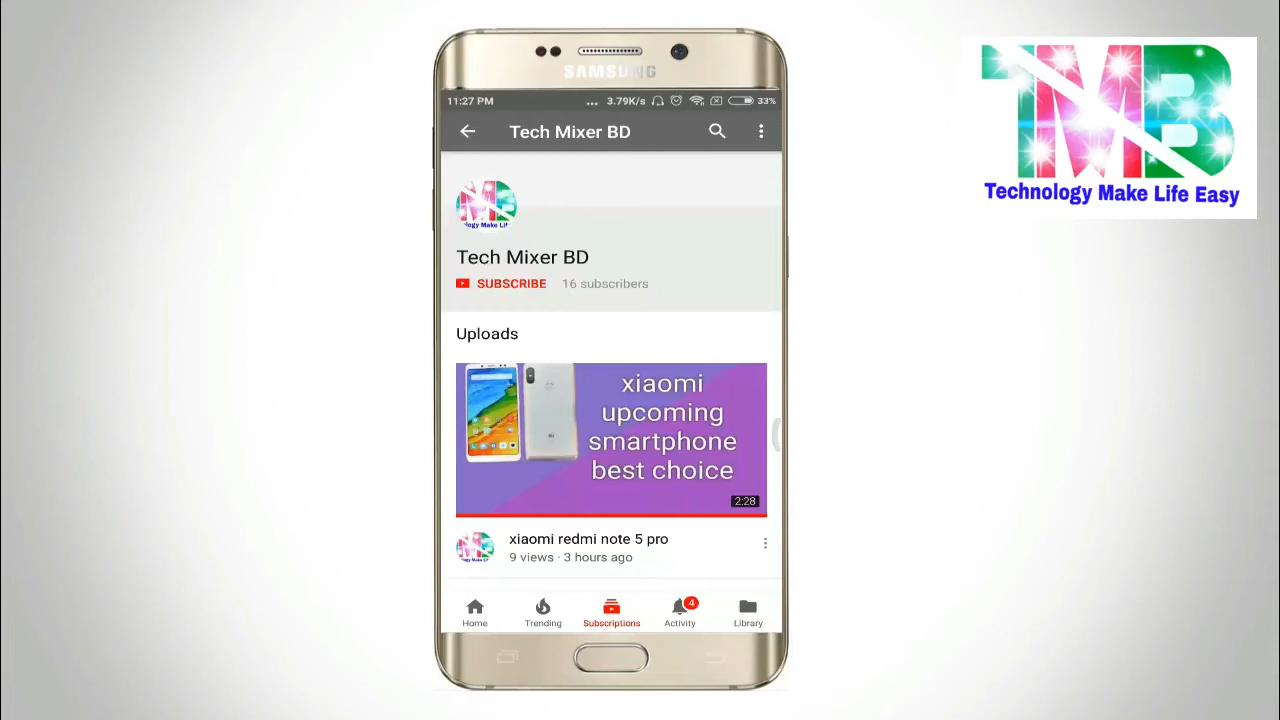 SAMSUNG
11:27 PM ... 3.79K/s 33%
Tech Mixer BD
TMB
Technology Make Life Easy
Tech Mixer BD
SUBSCRIBE 16 subscribers
Uploads
xiaomi
upcoming
smartphone
best choice
2:28
xiaomi redmi note 5 pro
9 views · 3 hours ago
4
Home Trending Subscriptions Activity Library